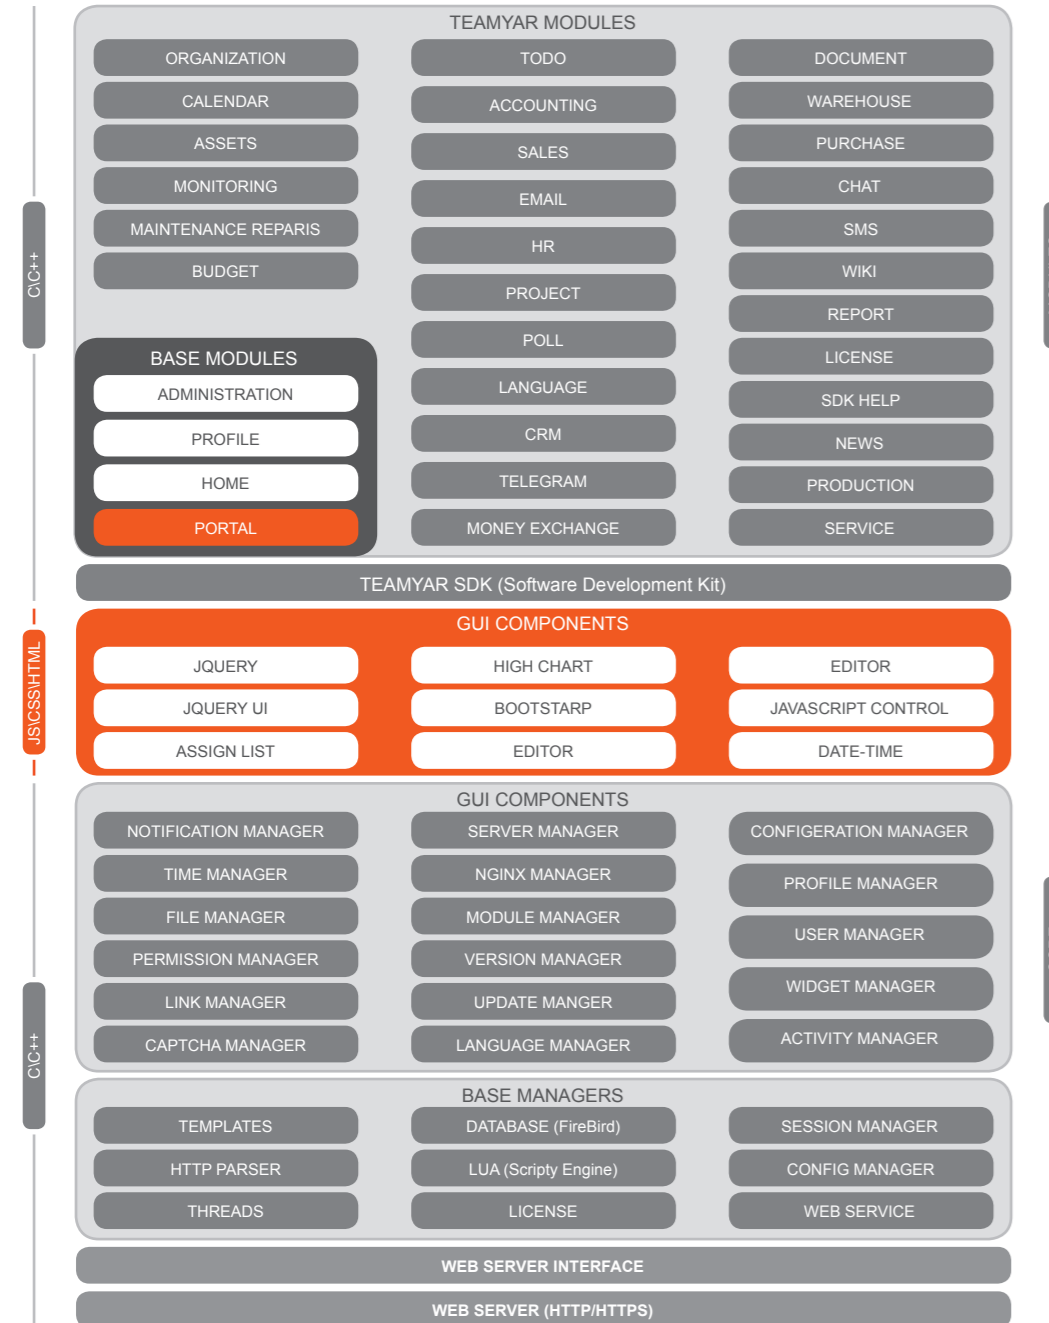 TEAMYAR MODULES
ORGANIZATION
CALENDAR
ASSETS
MONITORING
MAINTENANCE REPARIS
BUDGET
TODO
ACCOUNTING
SALES
EMAIL
HR
PROJECT
POLL
LANGUAGE
CRM
TELEGRAM
MONEY EXCHANGE
DOCUMENT
WAREHOUSE
PURCHASE
CHAT
SMS
WIKI
REPORT
LICENSE
SDK HELP
NEWS
PRODUCTION
SERVICE
BASE MODULES
ADMINISTRATION
PROFILE
HOME
PORTAL
C\C++
TEAMYAR SDK (Software Development Kit)
GUI COMPONENTS
JQUERY
JQUERY UI
ASSIGN LIST
HIGH CHART
BOOTSTARP
EDITOR
EDITOR
JAVASCRIPT CONTROL
DATE-TIME
JS\CSS\HTML
GUI COMPONENTS
NOTIFICATION MANAGER
TIME MANAGER
FILE MANAGER
PERMISSION MANAGER
LINK MANAGER
CAPTCHA MANAGER
SERVER MANAGER
NGINX MANAGER
MODULE MANAGER
VERSION MANAGER
UPDATE MANGER
LANGUAGE MANAGER
CONFIGERATION MANAGER
PROFILE MANAGER
USER MANAGER
WIDGET MANAGER
ACTIVITY MANAGER
C\C++
BASE MANAGERS
TEMPLATES
HTTP PARSER
THREADS
DATABASE (FireBird)
LUA (Scripty Engine)
LICENSE
SESSION MANAGER
CONFIG MANAGER
WEB SERVICE
WEB SERVER INTERFACE
WEB SERVER (HTTP/HTTPS)